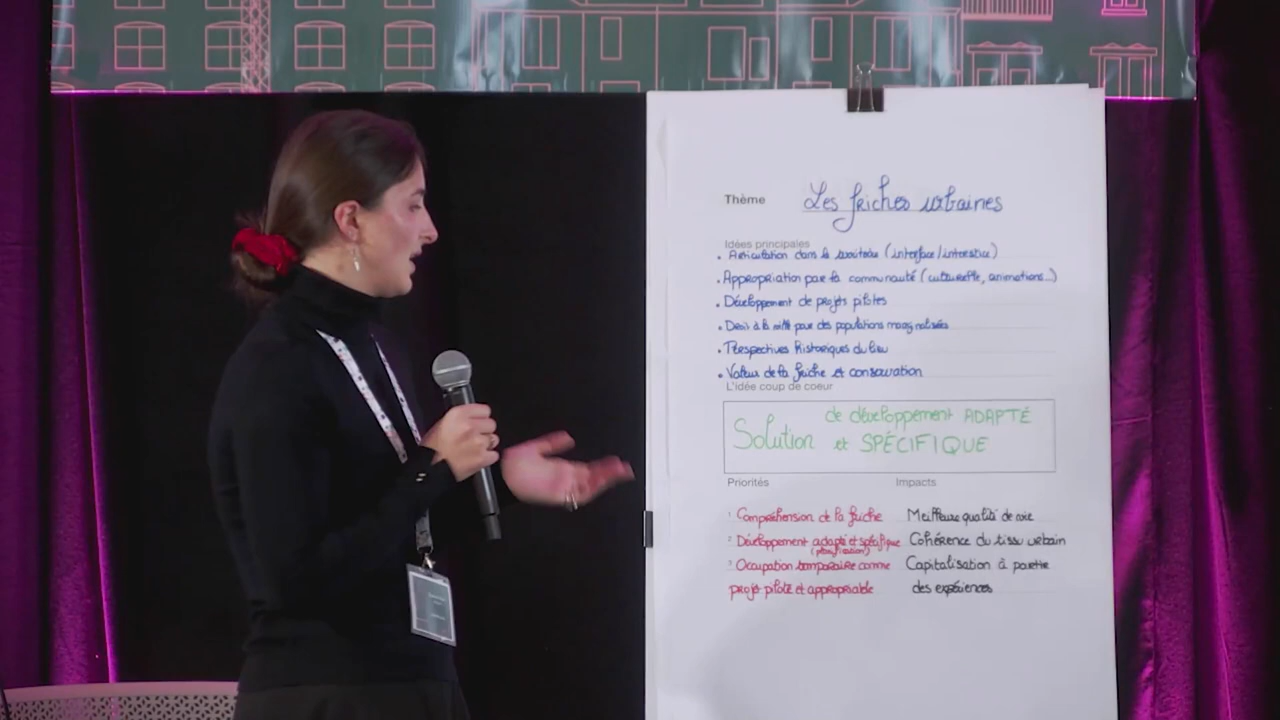 Thème Les friches urbaines
Idées principales
• Articulation dans le (interface/interstice)
• Appropriation par la communauté (culturelle, animations...)
• Développement de projets pilotes
• Droit à la ville pour des populations marginalisées
• Perspectives historiques du lieu
• Valeur de la friche et conservation
L'idée coup de coeur
de développement ADAPTÉ
Solution et SPÉCIFIQUE
Priorités Impacts
1 Compréhension de la friche Meilleure qualité de vie
2 Développement adapté et spécifique Cohérence du tissu urbain
(planification)
3 Occupation temporaire comme Capitalisation à partir
projet pilote et appropriable des expériences